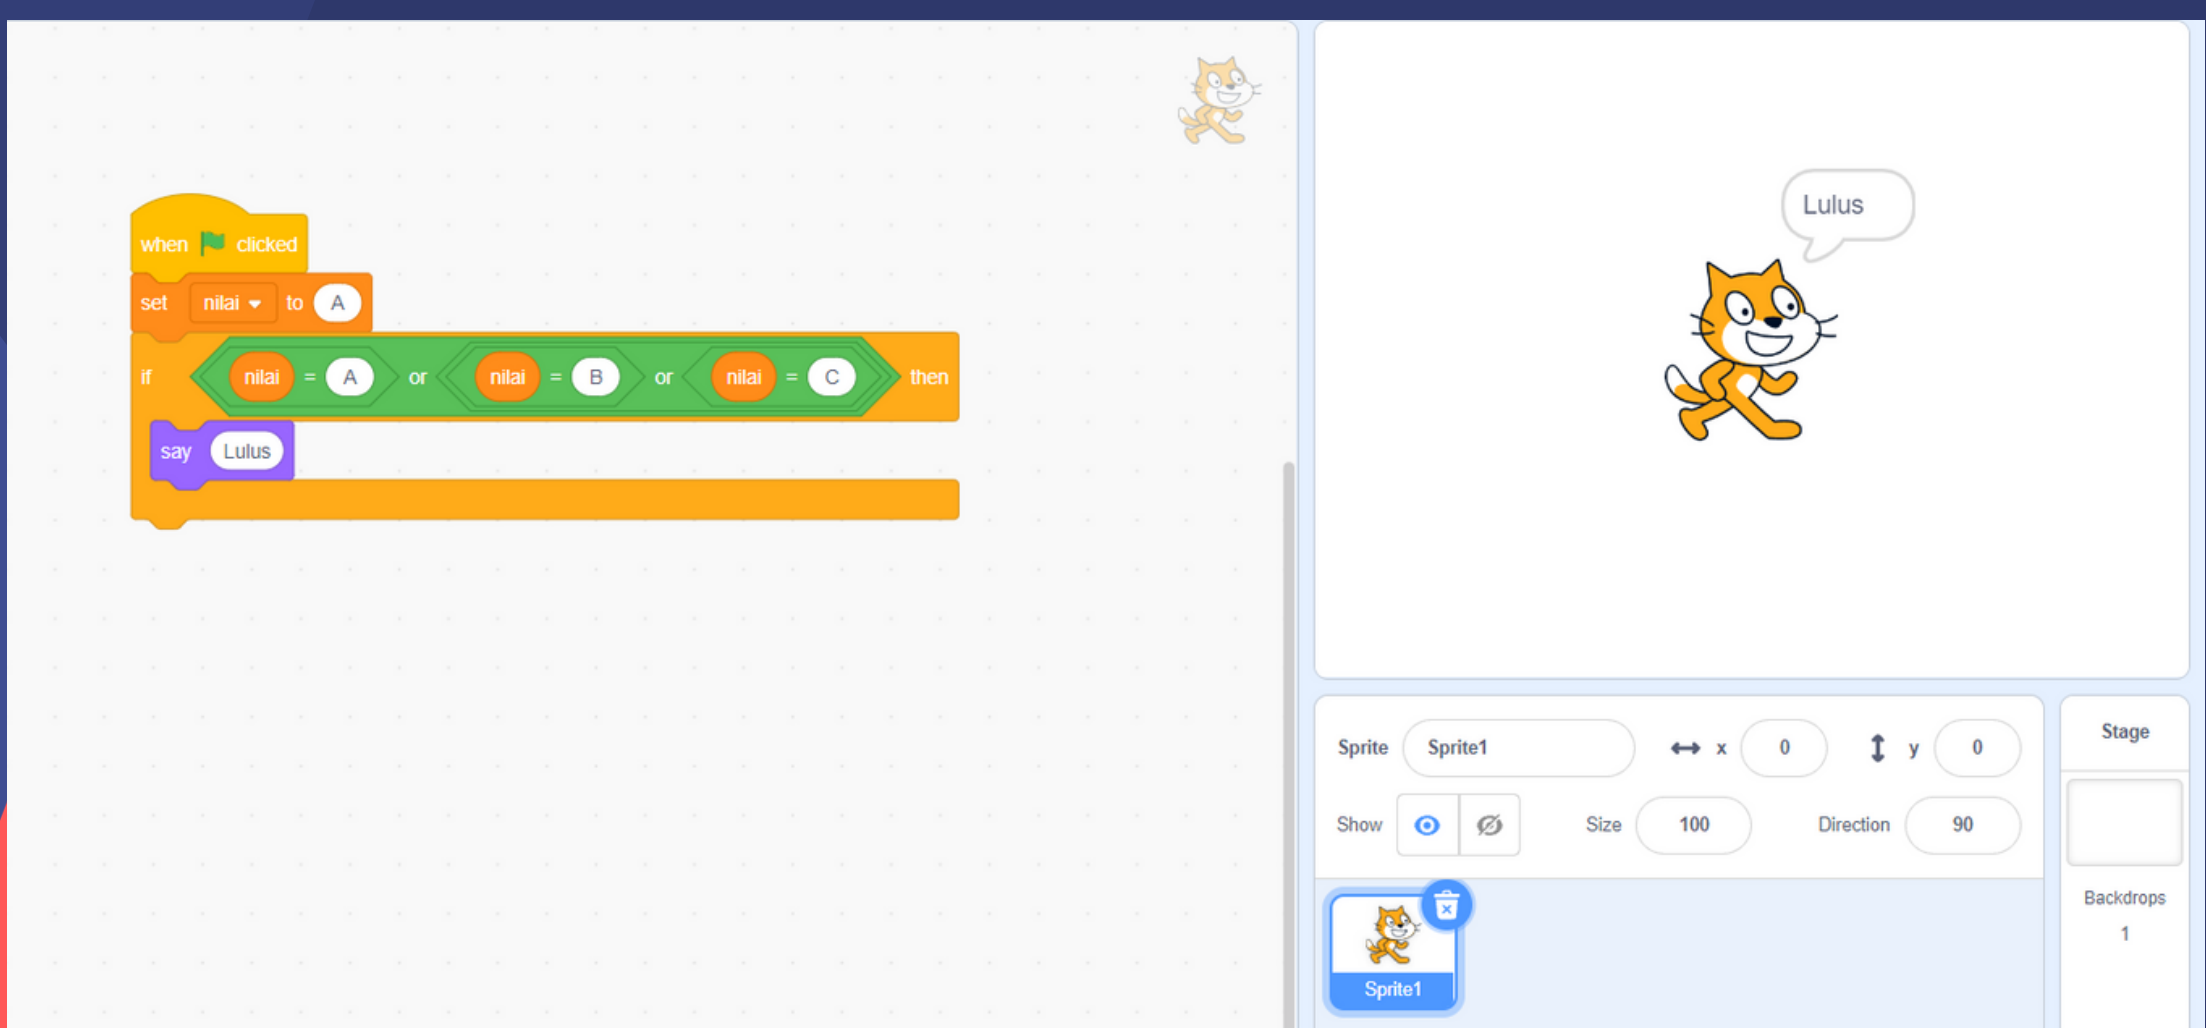 when clicked
set nilai to A
if nilai = A or nilai = B or nilai = C then
say Lulus
Lulus
Sprite Sprite1 x 0 y 0
Show Size 100 Direction 90
Sprite1
Stage
Backdrops
1